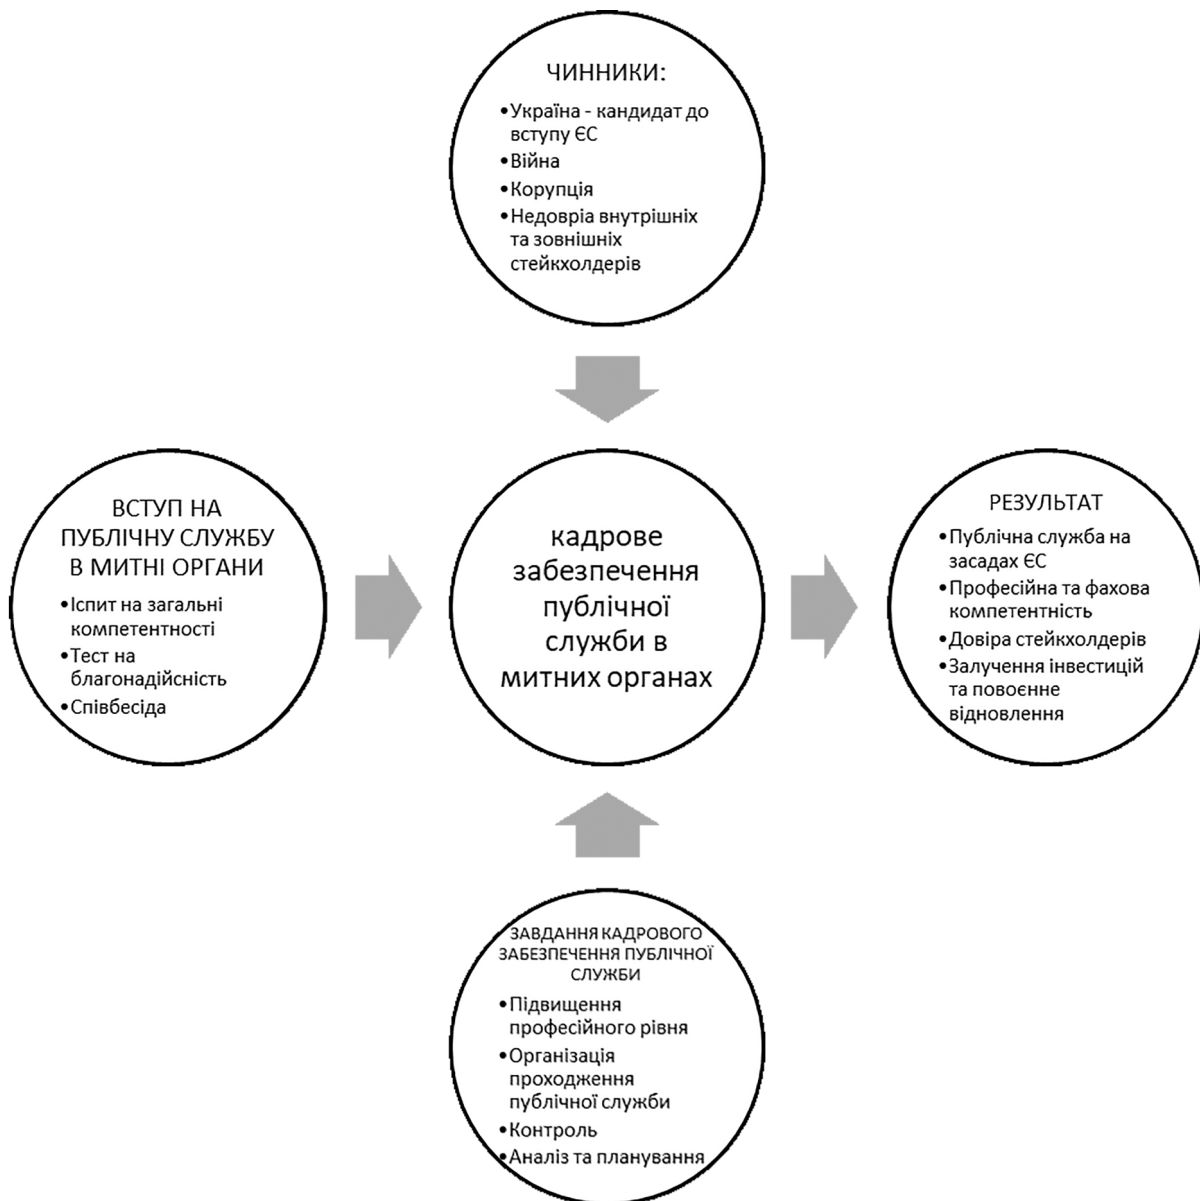 ЧИННИКИ:
•Україна - кандидат до
вступу ЄС
•Війна
•Корупція
•Недовріа внутрішніх
та зовнішніх
стейкхолдерів
ВСТУП НА
ПУБЛІЧНУ СЛУЖБУ
В МИТНІ ОРГАНИ
•Іспит на загальні
компетентності
•Тест на
благонадійсність
•Співбесіда
кадрове
забезпечення
публічної
служби в
митних органах
РЕЗУЛЬТАТ
•Публічна служба на
засадах ЄС
•Професійна та фахова
компетентність
•Довіра стейкхолдерів
•Залучення інвестицій
та повоєнне
відновлення
ЗАВДАННЯ КАДРОВОГО
ЗАБЕЗПЕЧЕННЯ ПУБЛІЧНОЇ
СЛУЖБИ
•Підвищення
професійного рівня
•Організація
проходження
публічної служби
•Контроль
•Аналіз та планування